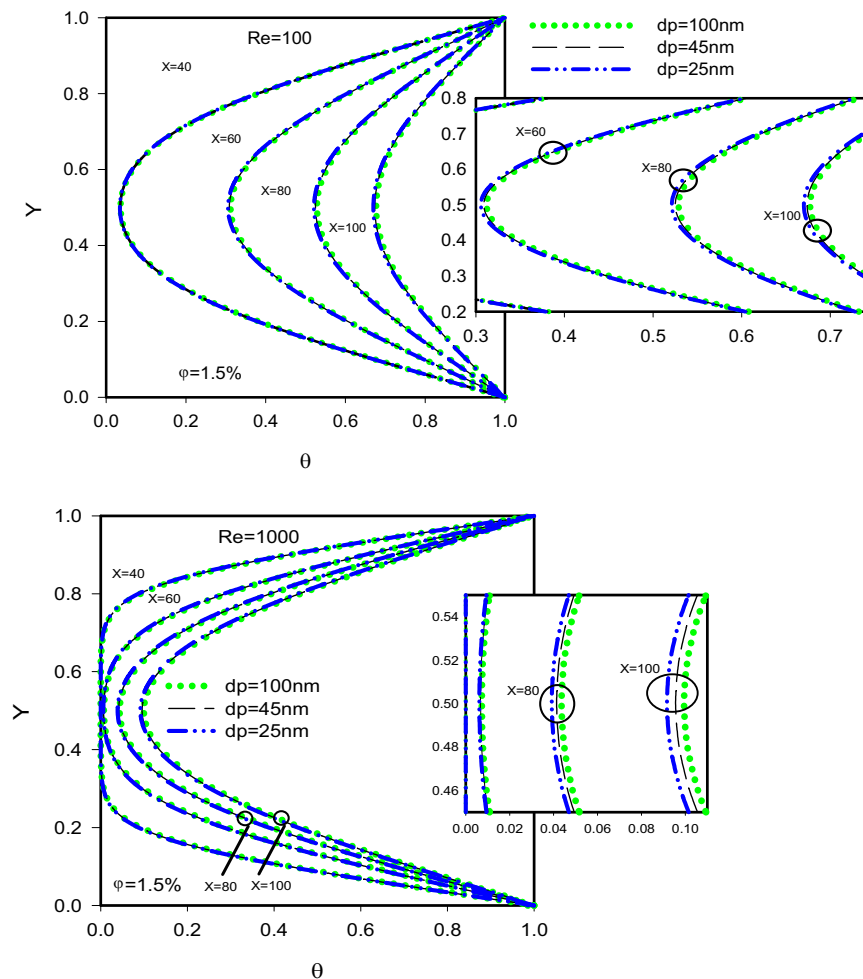 1.0
Re=100
dp=100nm
dp=45nm
dp=25nm
X=40
0.8
0.8
X=60
0.7
0.6
X=60
0.6
X=80
Y
X=80
0.5
0.4
X=100
X=100
0.4
0.3
0.2
0.2
φ=1.5%
0.3 0.4 0.5 0.6 0.7
0.0
0.0 0.2 0.4 0.6 0.8 1.0
θ
1.0
Re=1000
X=40
0.8
X=60
0.54
0.6
0.52
X=100
X=80
Y
dp=100nm
dp=45nm
dp=25nm
0.50
0.4
0.48
0.46
0.2
0.00 0.02 0.04 0.06 0.08 0.10
φ=1.5%
X=80
X=100
0.0
0.0 0.2 0.4 0.6 0.8 1.0
θ